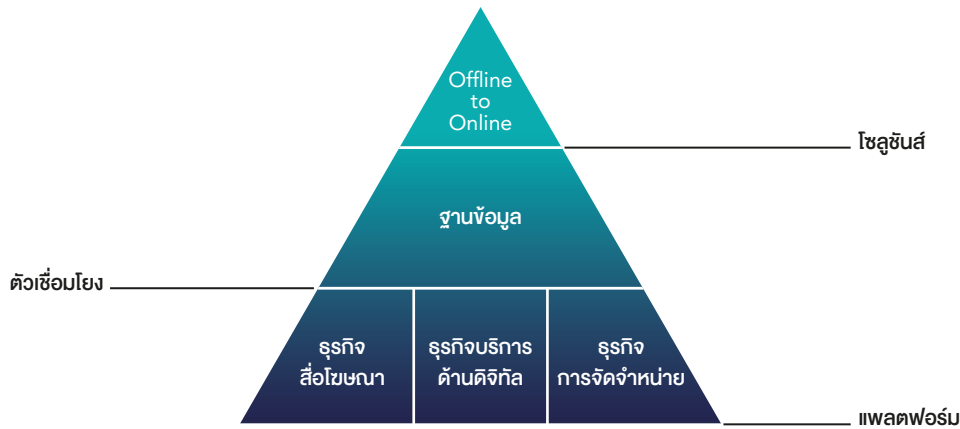 Offline
to
Online
โซลูชันส์
ฐานข้อมูล
ตัวเชื่อมโยง
ธุรกิจ
สื่อโฆษณา
ธุรกิจบริการ
ด้านดิจิทัล
ธุรกิจ
การจัดจำหน่าย
แพลตฟอร์ม